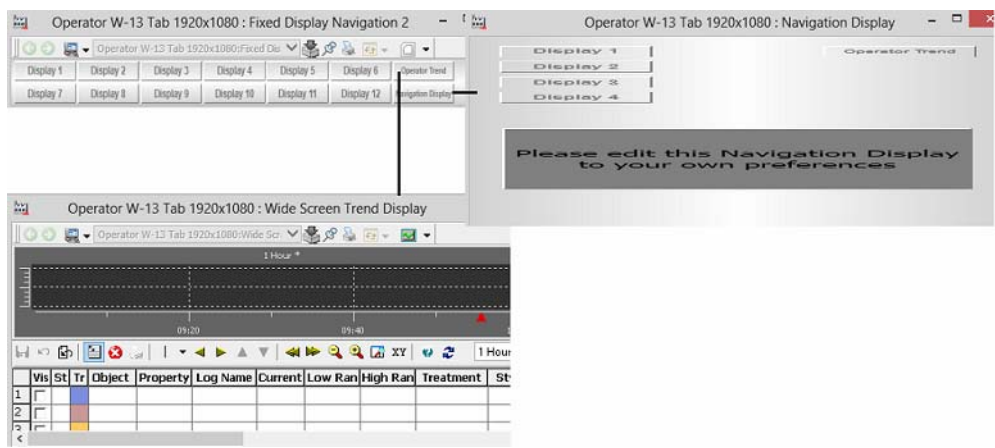 Operator W-13 Tab 1920x1080 : Fixed Display Navigation 2
Operator W-13 Tab 1920x1080:Fixed Dis
Display 1 Display 2 Display 3 Display 4 Display 5 Display 6 Operator Trend
Display 7 Display 8 Display 9 Display 10 Display 11 Display 12 Navigation Display
Operator W-13 Tab 1920x1080 : Navigation Display
Display 1 Operator Trend
Display 2
Display 3
Display 4
Please edit this Navigation Display
to your own preferences
Operator W-13 Tab 1920x1080 : Wide Screen Trend Display
Operator W-13 Tab 1920x1080:Wide Scr
1 Hour *
09:20 09:40
XY 1 Hour
Vis St Tr Object Property Log Name Current Low Ran High Ran Treatment
1
2
3